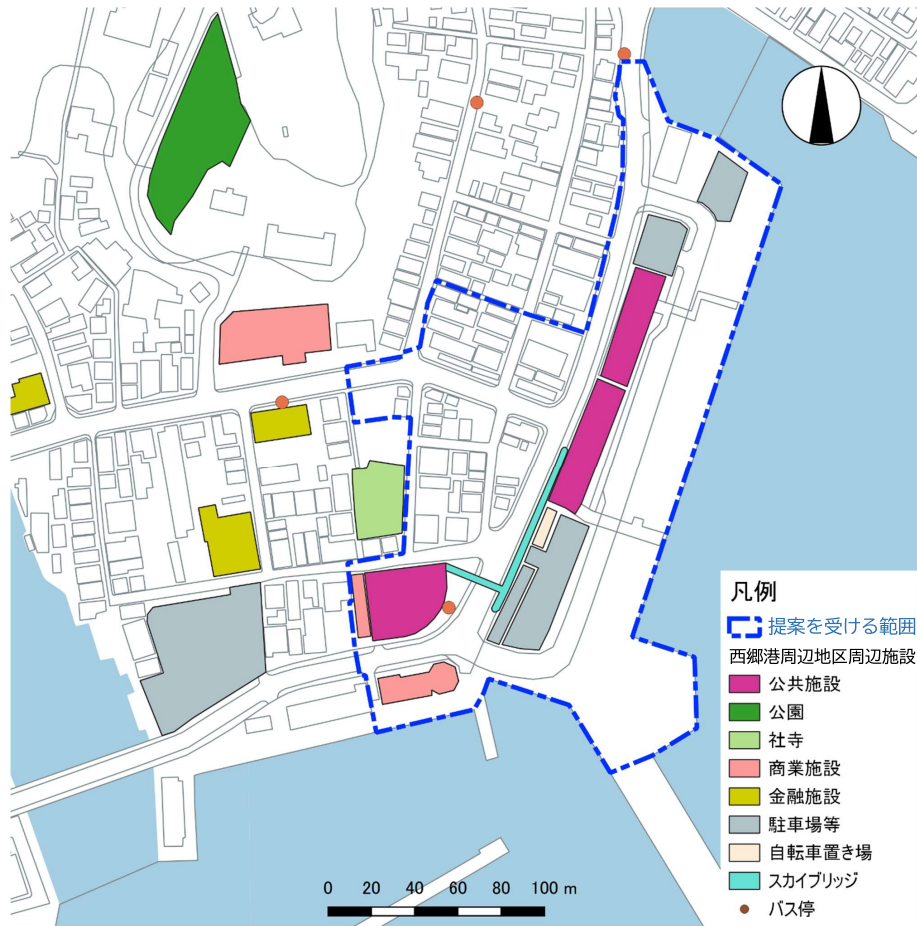 凡例
提案を受ける範囲
西郷港周辺地区周辺施設
公共施設
公園
社寺
商業施設
金融施設
駐車場等
自転車置き場
スカイブリッジ
バス停
0 20 40 60 80 100 m